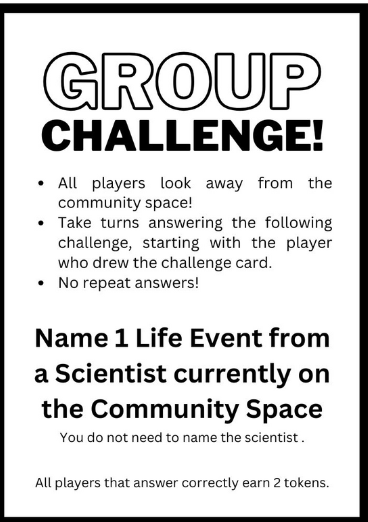 GROUP
CHALLENGE!
• All players look away from the
community space!
• Take turns answering the following
challenge, starting with the player
who drew the challenge card.
• No repeat answers!
Name 1 Life Event from
a Scientist currently on
the Community Space
You do not need to name the scientist .
All players that answer correctly earn 2 tokens.